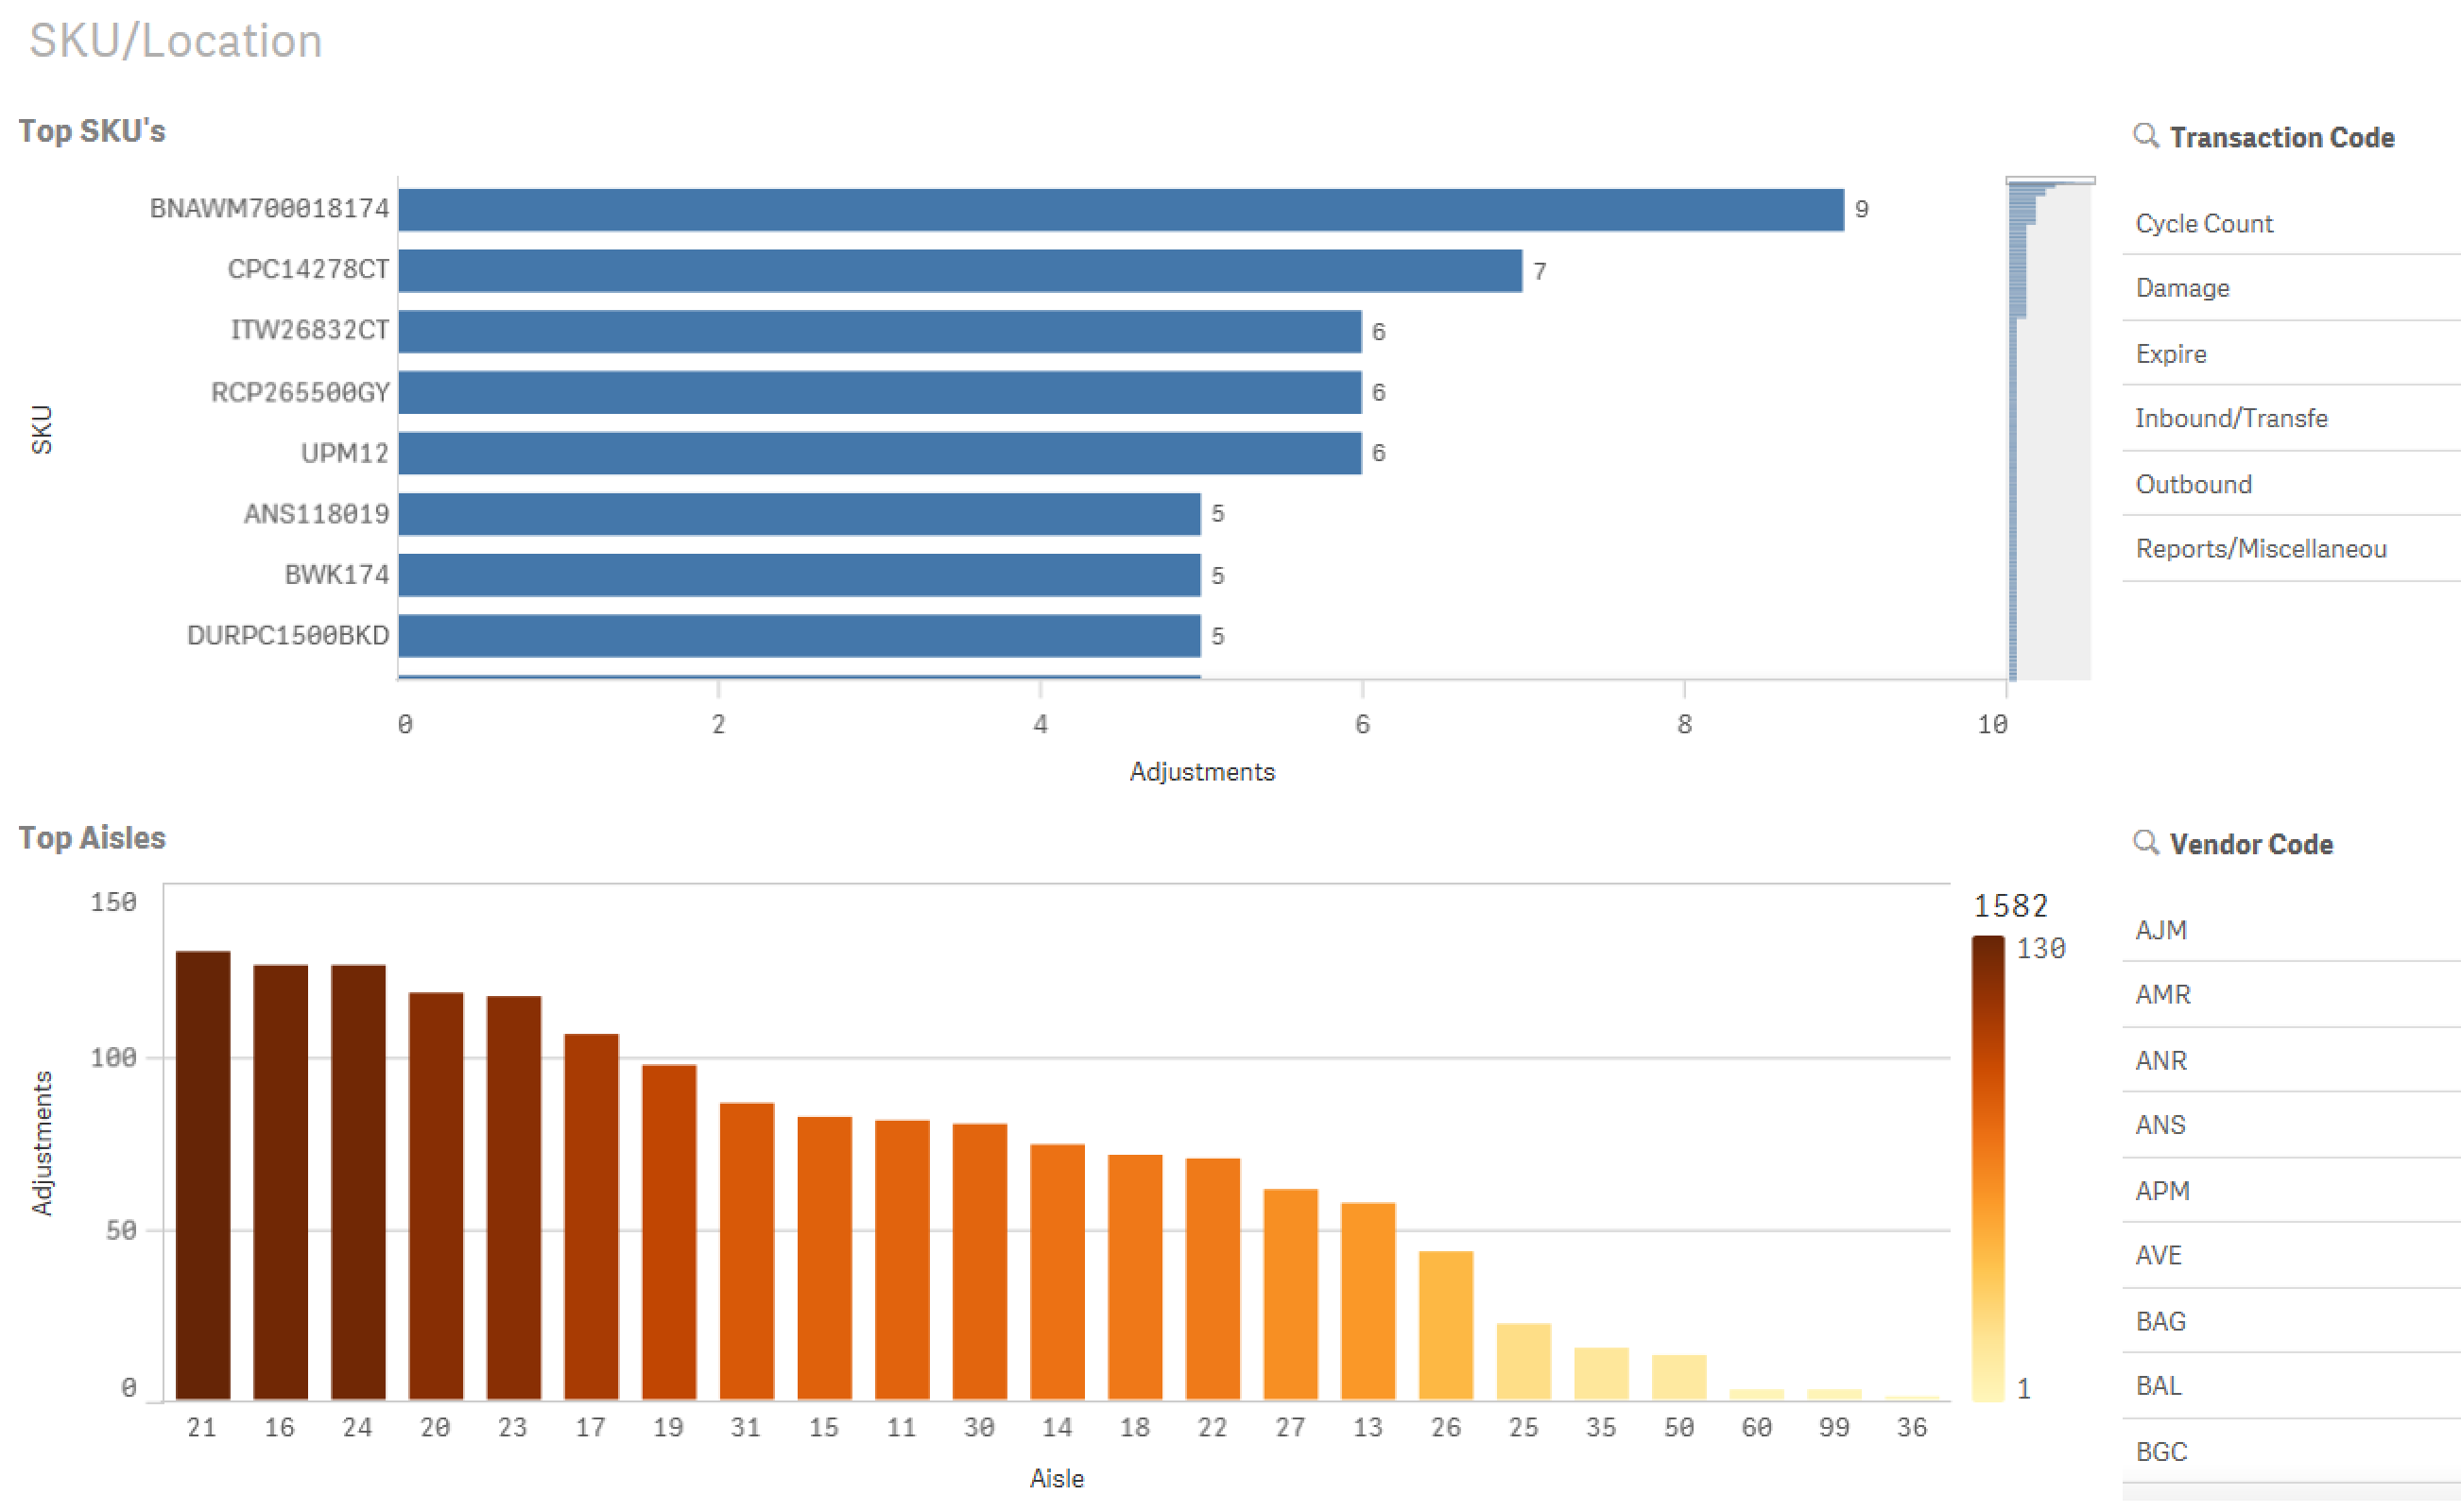 SKU/Location
Top SKU's
SKU
BNAWM700018174 9
CPC14278CT 7
ITW26832CT 6
RCP265500GY 6
UPM12 6
ANS118019 5
BWK174 5
DURPC1500BKD 5
0 2 4 6 8 10
Adjustments
Transaction Code
Cycle Count
Damage
Expire
Inbound/Transfe
Outbound
Reports/Miscellaneou
Top Aisles
Adjustments
150
100
50
0
21 16 24 20 23 17 19 31 15 11 30 14 18 22 27 13 26 25 35 50 60 99 36
Aisle
1582
130
1
Vendor Code
AJM
AMR
ANR
ANS
APM
AVE
BAG
BAL
BGC